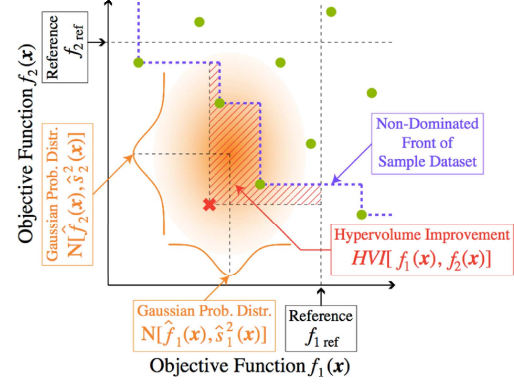 Objective Function f₂(x)
Reference
f₂ ref
Gaussian Prob. Distr.
N[f̂₂(x), ŝ₂²(x)]
Non-Dominated
Front of
Sample Dataset
Hypervolume Improvement
HVI[ f₁(x), f₂(x)]
Gaussian Prob. Distr.
N[f̂₁(x), ŝ₁²(x)]
Reference
f₁ ref
Objective Function f₁(x)